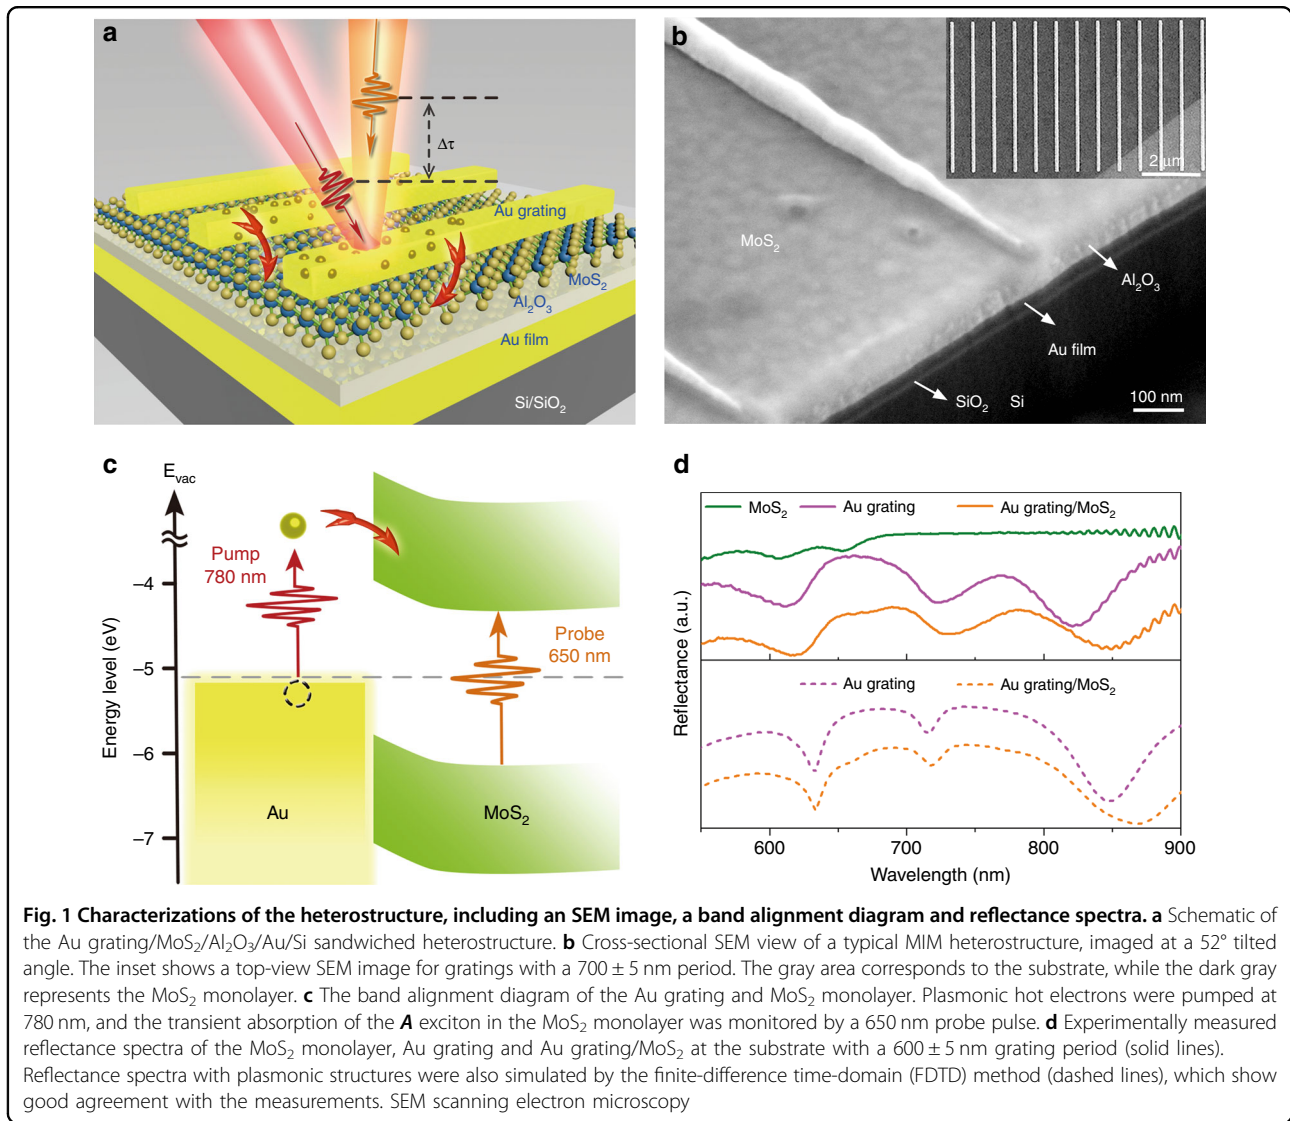 a
Δτ
Au grating
MoS2
Al2O3
Au film
Si/SiO2
b
2 μm
MoS2
Al2O3
Au film
SiO2 Si
100 nm
c
Evac
Pump
780 nm
Probe
650 nm
Energy level (eV)
–4
–5
–6
–7
Au
MoS2
d
MoS2 Au grating Au grating/MoS2
Au grating Au grating/MoS2
Reflectance (a.u.)
600 700 800 900
Wavelength (nm)
Fig. 1 Characterizations of the heterostructure, including an SEM image, a band alignment diagram and reflectance spectra. a Schematic of
the Au grating/MoS2/Al2O3/Au/Si sandwiched heterostructure. b Cross-sectional SEM view of a typical MIM heterostructure, imaged at a 52° tilted
angle. The inset shows a top-view SEM image for gratings with a 700 ± 5 nm period. The gray area corresponds to the substrate, while the dark gray
represents the MoS2 monolayer. c The band alignment diagram of the Au grating and MoS2 monolayer. Plasmonic hot electrons were pumped at
780 nm, and the transient absorption of the A exciton in the MoS2 monolayer was monitored by a 650 nm probe pulse. d Experimentally measured
reflectance spectra of the MoS2 monolayer, Au grating and Au grating/MoS2 at the substrate with a 600 ± 5 nm grating period (solid lines).
Reflectance spectra with plasmonic structures were also simulated by the finite-difference time-domain (FDTD) method (dashed lines), which show
good agreement with the measurements. SEM scanning electron microscopy